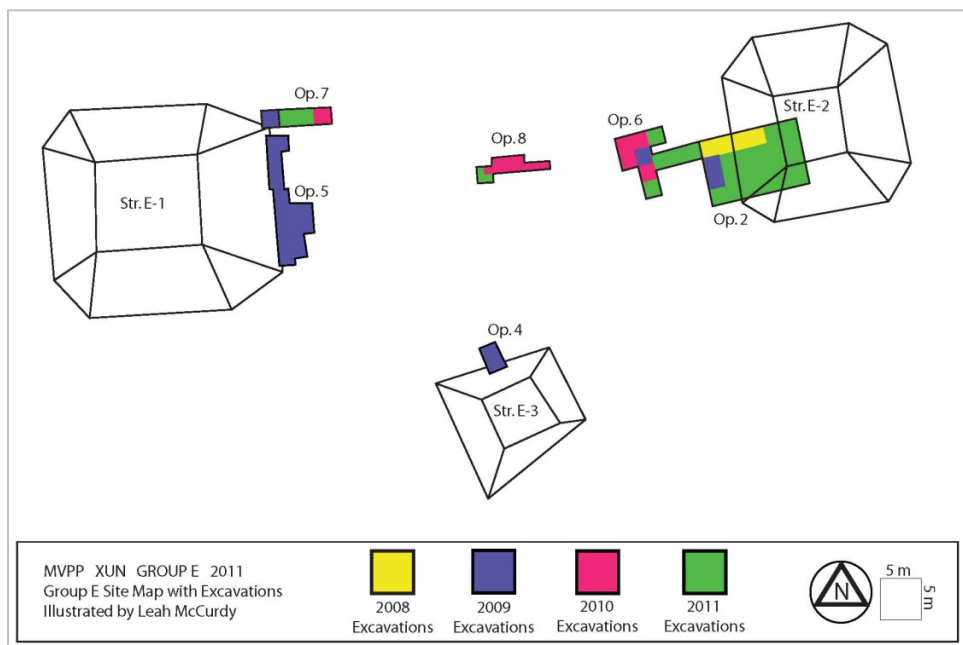 Op.7
Str.E-2
Op.6
Op.8
Str.E-1
Op.5
Op.2
Op.4
Str.E-3
MVPP XUN GROUP E 2011
Group E Site Map with Excavations
Illustrated by Leah McCurdy
2008
Excavations
2009
Excavations
2010
Excavations
2011
Excavations
N
5 m
5 m